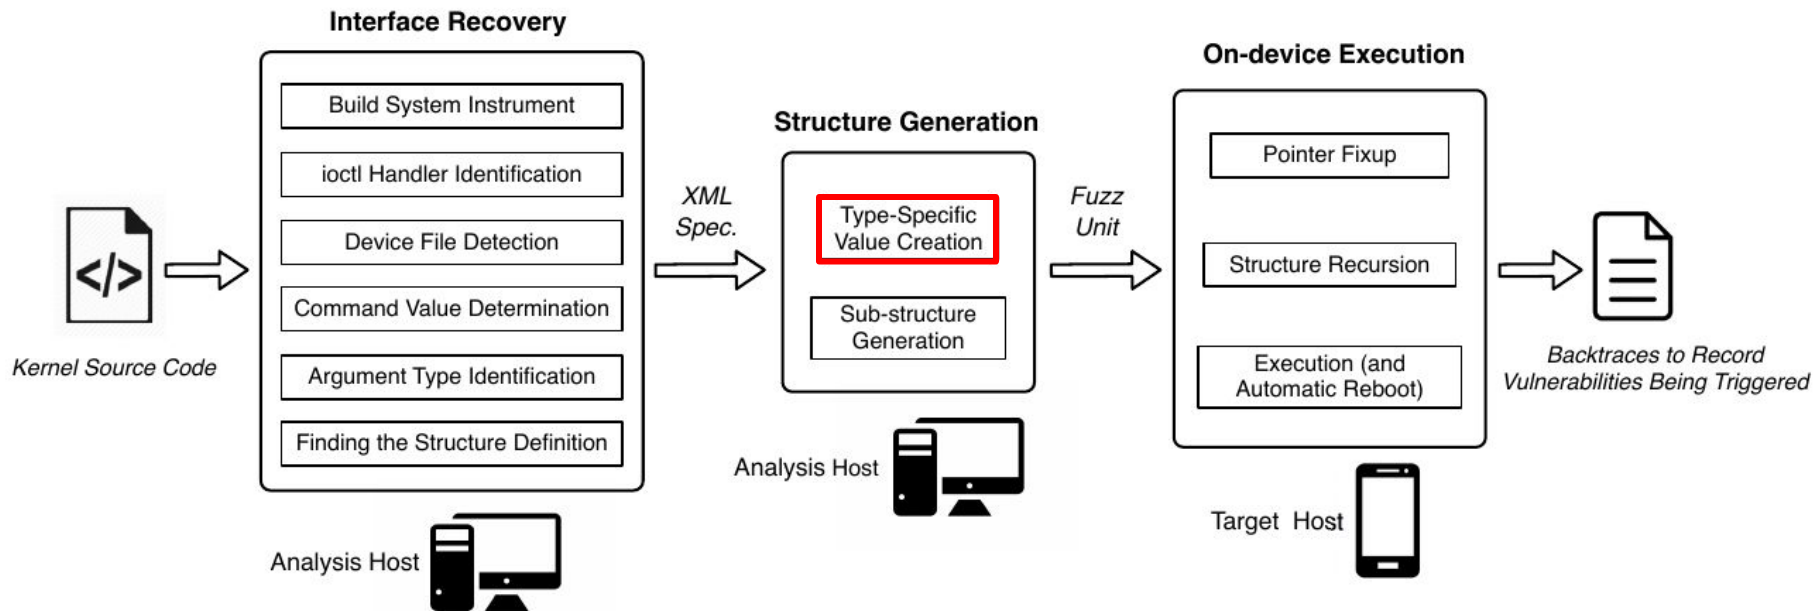 Interface Recovery
Build System Instrument
ioctl Handler Identification
Device File Detection
Command Value Determination
Argument Type Identification
Finding the Structure Definition
</>
Kernel Source Code
Analysis Host
XML
Spec.
Structure Generation
Type-Specific
Value Creation
Sub-structure
Generation
Analysis Host
Fuzz
Unit
On-device Execution
Pointer Fixup
Structure Recursion
Execution (and
Automatic Reboot)
Target Host
Backtraces to Record
Vulnerabilities Being Triggered